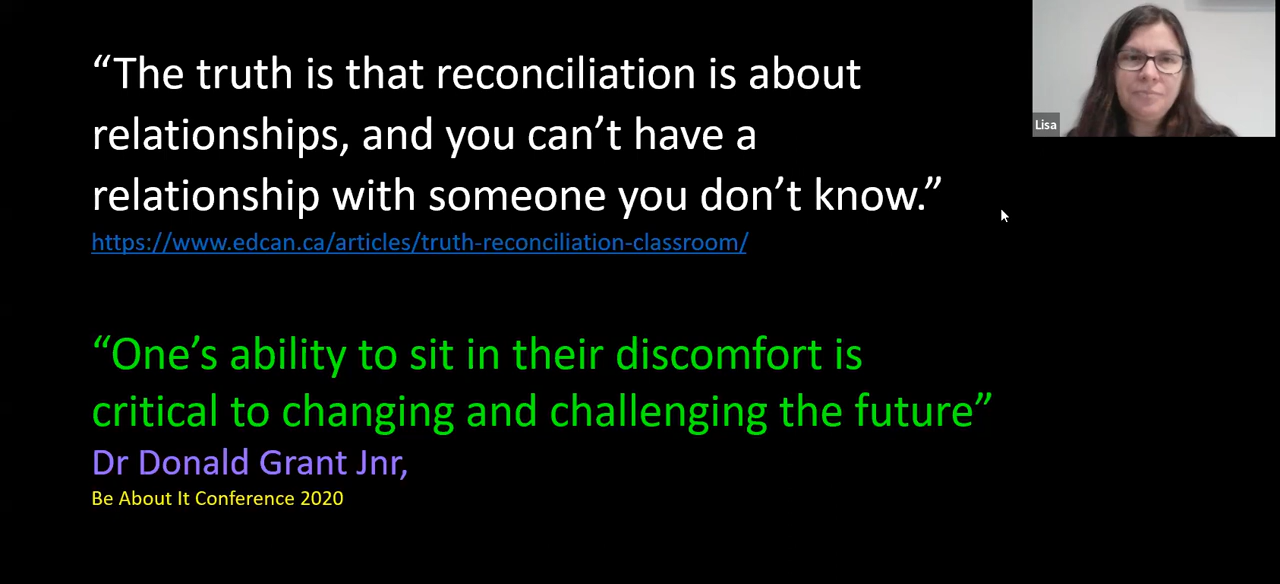 “The truth is that reconciliation is about
relationships, and you can’t have a
relationship with someone you don’t know.”
https://www.edcan.ca/articles/truth-reconciliation-classroom/
“One’s ability to sit in their discomfort is
critical to changing and challenging the future”
Dr Donald Grant Jnr,
Be About It Conference 2020
Lisa